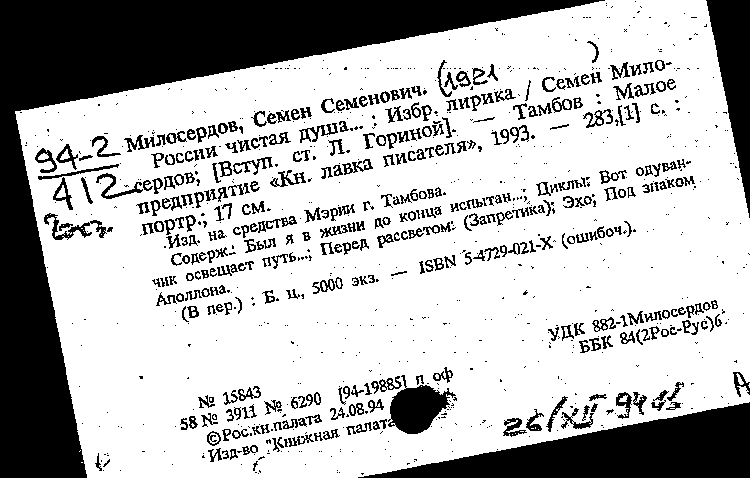 (1921 )
94-2
412
2экз.
Милосердов, Семен Семенович.
России чистая душа... : Избр. лирика / Семен Мило-
сердов; [Вступ. ст. Л. Гориной]. — Тамбов : Малое
предприятие «Кн. лавка писателя», 1993. — 283,[1] с. :
портр.; 17 см.
Изд. на средства Мэрии г. Тамбова.
Содерж.: Был я в жизни до конца испытан...; Циклы: Вот одуван-
чик освещает путь...; Перед рассветом: (Запретика); Эхо; Под знаком
Аполлона.
(В пер.) : Б. ц., 5000 экз. — ISBN 5-4729-021-X (ошибоч.).
УДК 882-1Милосердов
ББК 84(2Рос-Рус)6
№ 15843
58 № 3911 № 6290 [94-19885] п оф
©Рос.кн.палата 24.08.94
Изд-во "Книжная палата
26/XII-94
А